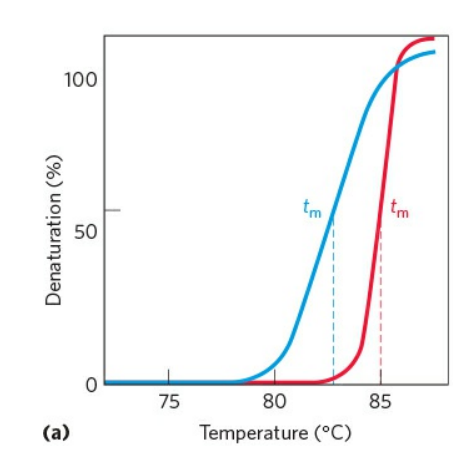 100
Denaturation (%)
50
0
tm
tm
75
80
85
(a)
Temperature (°C)